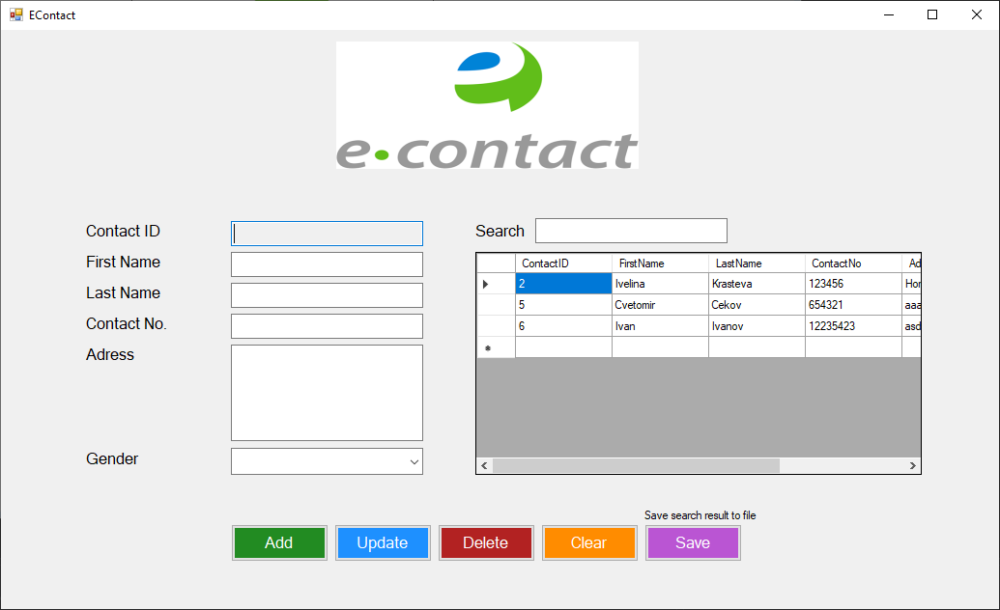 EContact
e·contact
Contact ID
First Name
Last Name
Contact No.
Adress
Gender
Search
ContactID FirstName LastName ContactNo Ad
2 Ivelina Krasteva 123456 Hor
5 Cvetomir Cekov 654321 aaa
6 Ivan Ivanov 12235423 asd
Save search result to file
Add Update Delete Clear Save